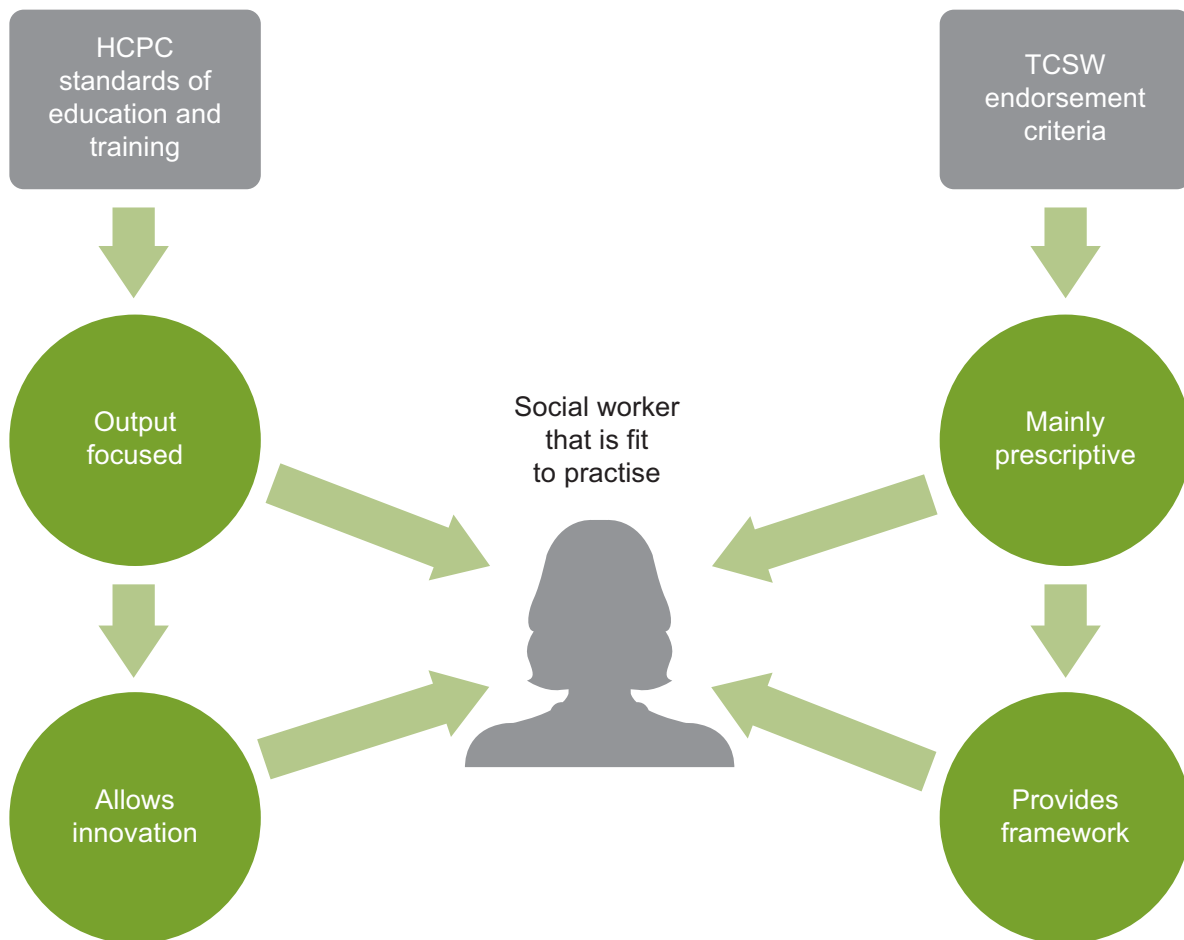 HCPC
standards of
education and
training
TCSW
endorsement
criteria
Output
focused
Social worker
that is fit
to practise
Mainly
prescriptive
Allows
innovation
Provides
framework